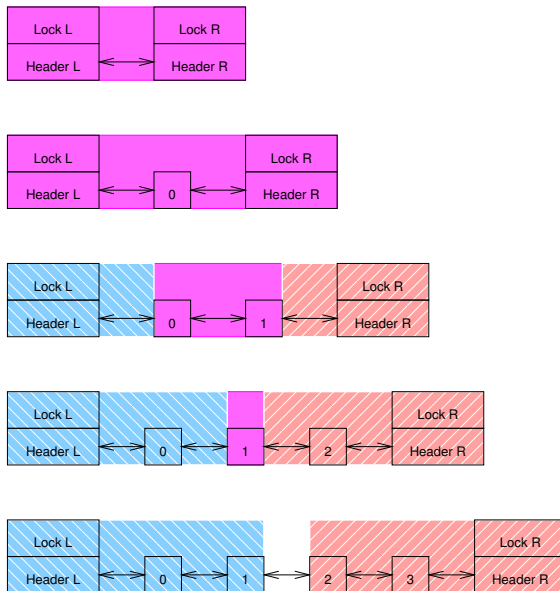 Lock L Lock R
Header L Header R
Lock L Lock R
Header L 0 Header R
Lock L Lock R
Header L 0 1 Header R
Lock L Lock R
Header L 0 1 2 Header R
Lock L Lock R
Header L 0 1 2 3 Header R